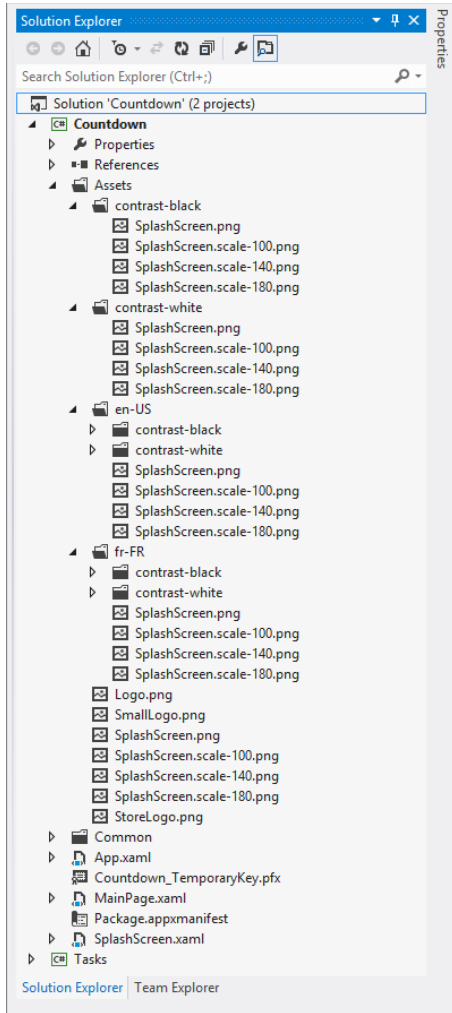 Solution Explorer
Properties
Search Solution Explorer (Ctrl+;)
Solution 'Countdown' (2 projects)
C# Countdown
Properties
References
Assets
contrast-black
SplashScreen.png
SplashScreen.scale-100.png
SplashScreen.scale-140.png
SplashScreen.scale-180.png
contrast-white
SplashScreen.png
SplashScreen.scale-100.png
SplashScreen.scale-140.png
SplashScreen.scale-180.png
en-US
contrast-black
contrast-white
SplashScreen.png
SplashScreen.scale-100.png
SplashScreen.scale-140.png
SplashScreen.scale-180.png
fr-FR
contrast-black
contrast-white
SplashScreen.png
SplashScreen.scale-100.png
SplashScreen.scale-140.png
SplashScreen.scale-180.png
Logo.png
SmallLogo.png
SplashScreen.png
SplashScreen.scale-100.png
SplashScreen.scale-140.png
SplashScreen.scale-180.png
StoreLogo.png
Common
App.xaml
Countdown_TemporaryKey.pfx
MainPage.xaml
Package.appxmanifest
SplashScreen.xaml
C# Tasks
Solution Explorer Team Explorer